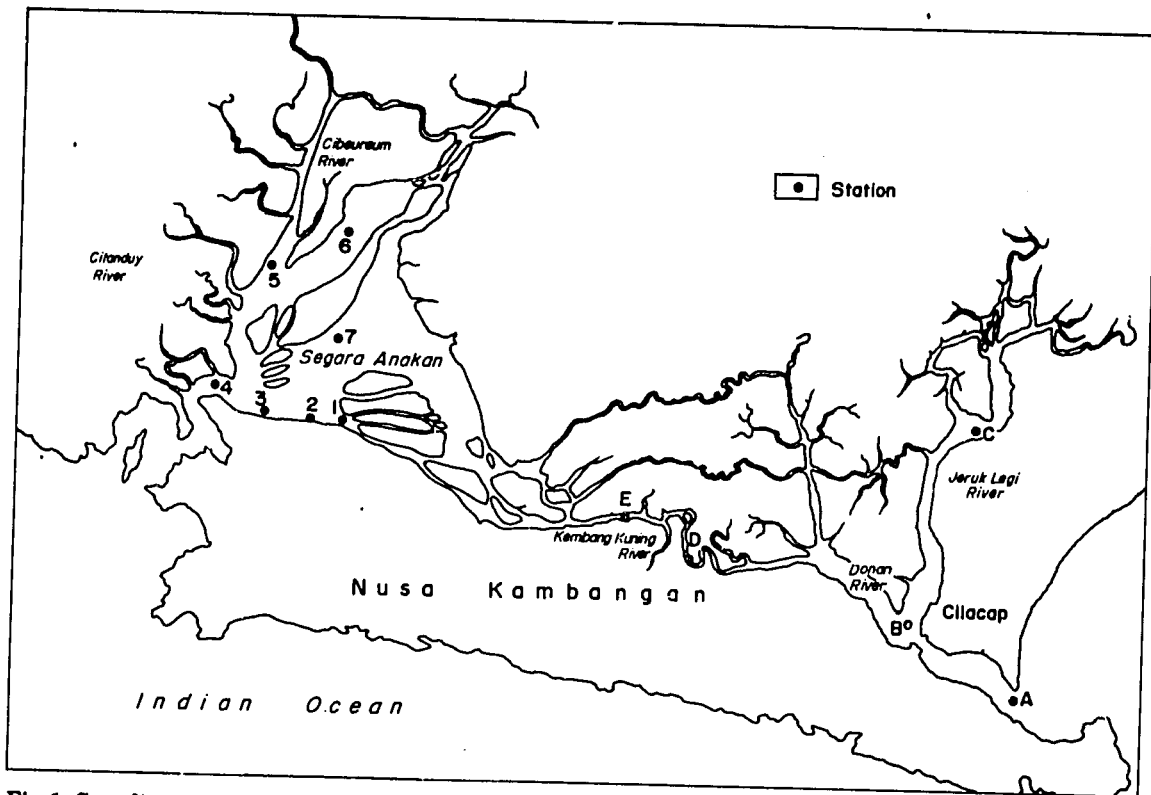 Cibeureum
River
Station
6
Citanduy
River
5
7
Segara Anakan
4
3
2
1
C
Jeruk Legi
River
E
Kembang Kuning
River
D
Donan
River
Nusa Kambangan
B
Cilacap
A
Indian Ocean